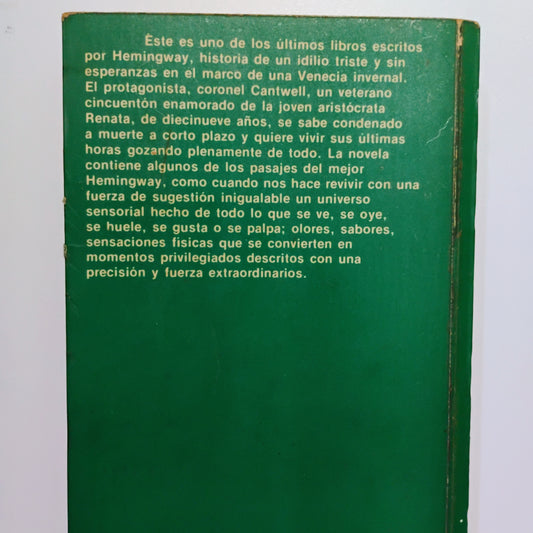 Éste es uno de los últimos libros escritos
por Hemingway, historia de un idilio triste y sin
esperanzas en el marco de una Venecia invernal.
El protagonista, coronel Cantwell, un veterano
cincuentón enamorado de la joven aristócrata
Renata, de diecinueve años, se sabe condenado
a muerte a corto plazo y quiere vivir sus últimas
horas gozando plenamente de todo. La novela
contiene algunos de los pasajes del mejor
Hemingway, como cuando nos hace revivir con una
fuerza de sugestión inigualable un universo
sensorial hecho de todo lo que se ve, se oye,
se huele, se gusta o se palpa; olores, sabores,
sensaciones físicas que se convierten en
momentos privilegiados descritos con una
precisión y fuerza extraordinarios.